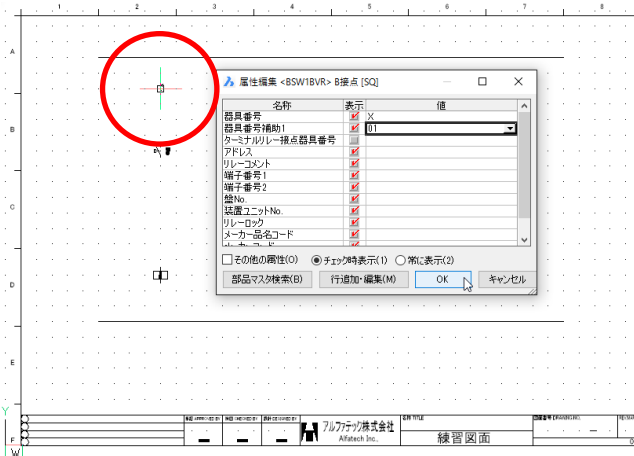 1 2 3 4 5 6 7 8
A
属性編集 <BSW1BVR> B接点 [SQ]
名称 表示 値
器具番号 X
器具番号補助1 01
ターミナルリレー接点器具番号
アドレス
リレーコメント
端子番号1
端子番号2
盤No.
装置ユニットNo.
リレーロック
メーカー品名コード
その他の属性(O) チェック時表示(1) 常に表示(2)
部品マスタ検索(B) 行追加・編集(M) OK キャンセル
B
C
D
E
Y
F
W
アルファテック株式会社
Alfatech Inc.
名称 TITLE
練習図面